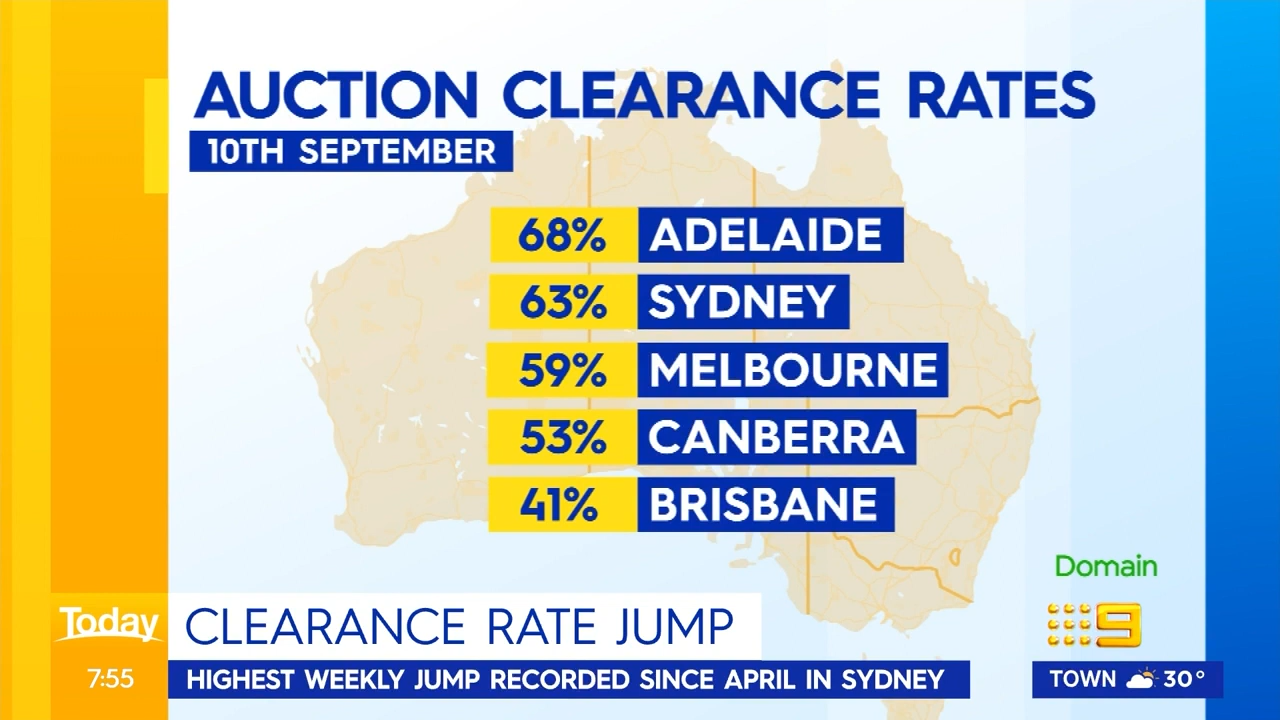 AUCTION CLEARANCE RATES
10TH SEPTEMBER
68% ADELAIDE
63% SYDNEY
59% MELBOURNE
53% CANBERRA
41% BRISBANE
Domain
9
Today
CLEARANCE RATE JUMP
7:55
HIGHEST WEEKLY JUMP RECORDED SINCE APRIL IN SYDNEY
TOWN 30°